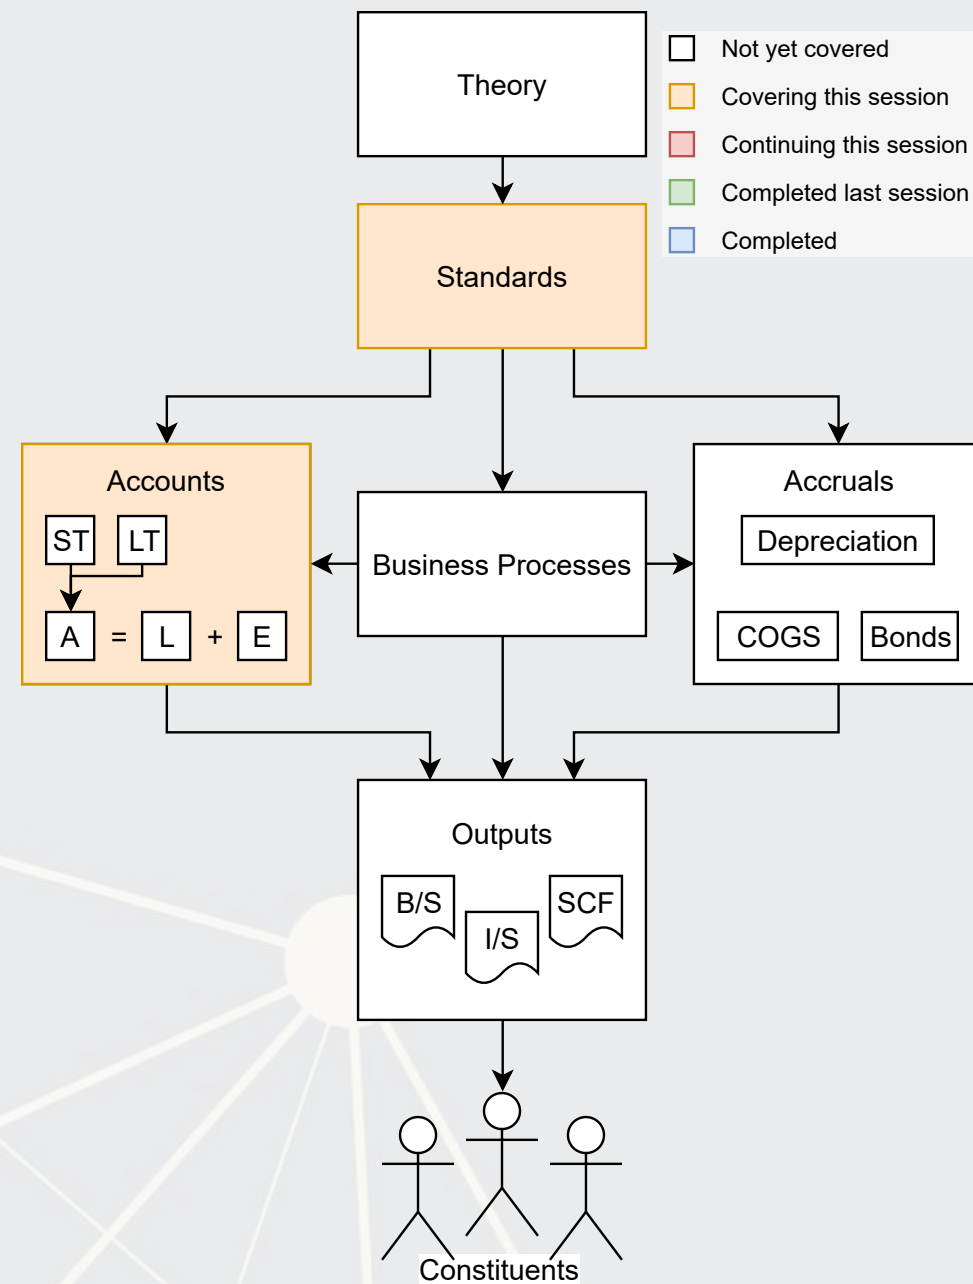 Theory
Not yet covered
Covering this session
Continuing this session
Completed last session
Completed
Standards
Accounts
ST LT
A = L + E
Business Processes
Accruals
Depreciation
COGS Bonds
Outputs
B/S
I/S
SCF
Constituents